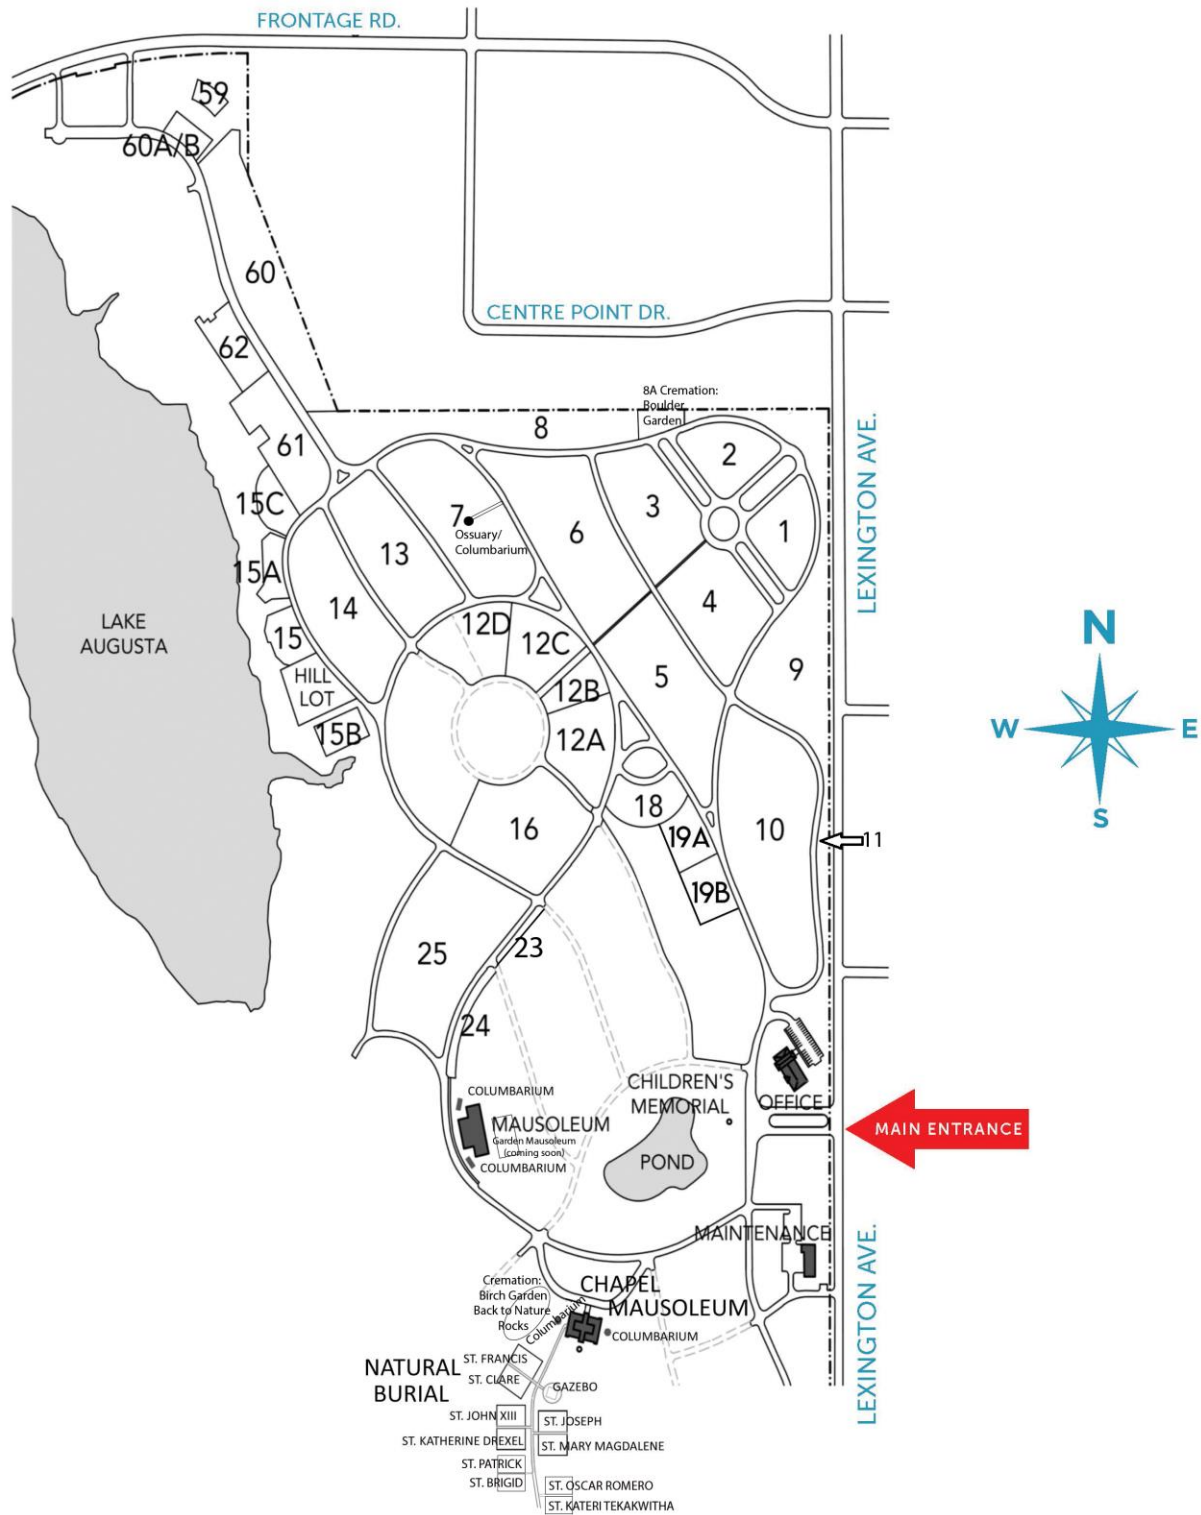 FRONTAGE RD.
59
60A/B
60
CENTRE POINT DR.
62
8A Cremation:
Boulder
Garden
8
61
2
LEXINGTON AVE.
15C
7
Ossuary/
Columbarium
6
3
1
13
15A
14
4
LAKE
AUGUSTA
15
12D
12C
N
HILL
LOT
12B
5
9
W
E
15B
12A
S
18
16
10
19A
11
19B
25
23
24
CHILDREN'S
MEMORIAL
COLUMBARIUM
OFFICE
MAUSOLEUM
Garden Mausoleum
(coming soon)
COLUMBARIUM
POND
MAIN ENTRANCE
MAINTENANCE
LEXINGTON AVE.
Cremation:
Birch Garden
Back to Nature
Rocks
CHAPEL
MAUSOLEUM
Columbarium
COLUMBARIUM
NATURAL
BURIAL
ST. FRANCIS
ST. CLARE
GAZEBO
ST. JOHN XIII
ST. JOSEPH
ST. KATHERINE DREXEL
ST. MARY MAGDALENE
ST. PATRICK
ST. BRIGID
ST. OSCAR ROMERO
ST. KATERI TEKAKWITHA